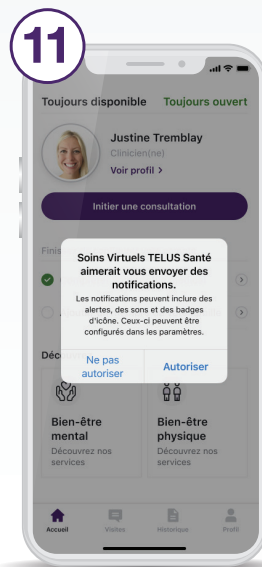 11
Toujours disponible Toujours ouvert
Justine Tremblay
Clinicien(ne)
Voir profil >
Initier une consultation
Finis
Soins Virtuels TELUS Santé
aimerait vous envoyer des
notifications.
Les notifications peuvent inclure des
alertes, des sons et des badges
d'icône. Ceux-ci peuvent être
configurés dans les paramètres.
Ne pas
autoriser
Autoriser
Déco
Bien-être
mental
Découvrez nos
services
Bien-être
physique
Découvrez nos
services
Accueil Visites Historique Profil